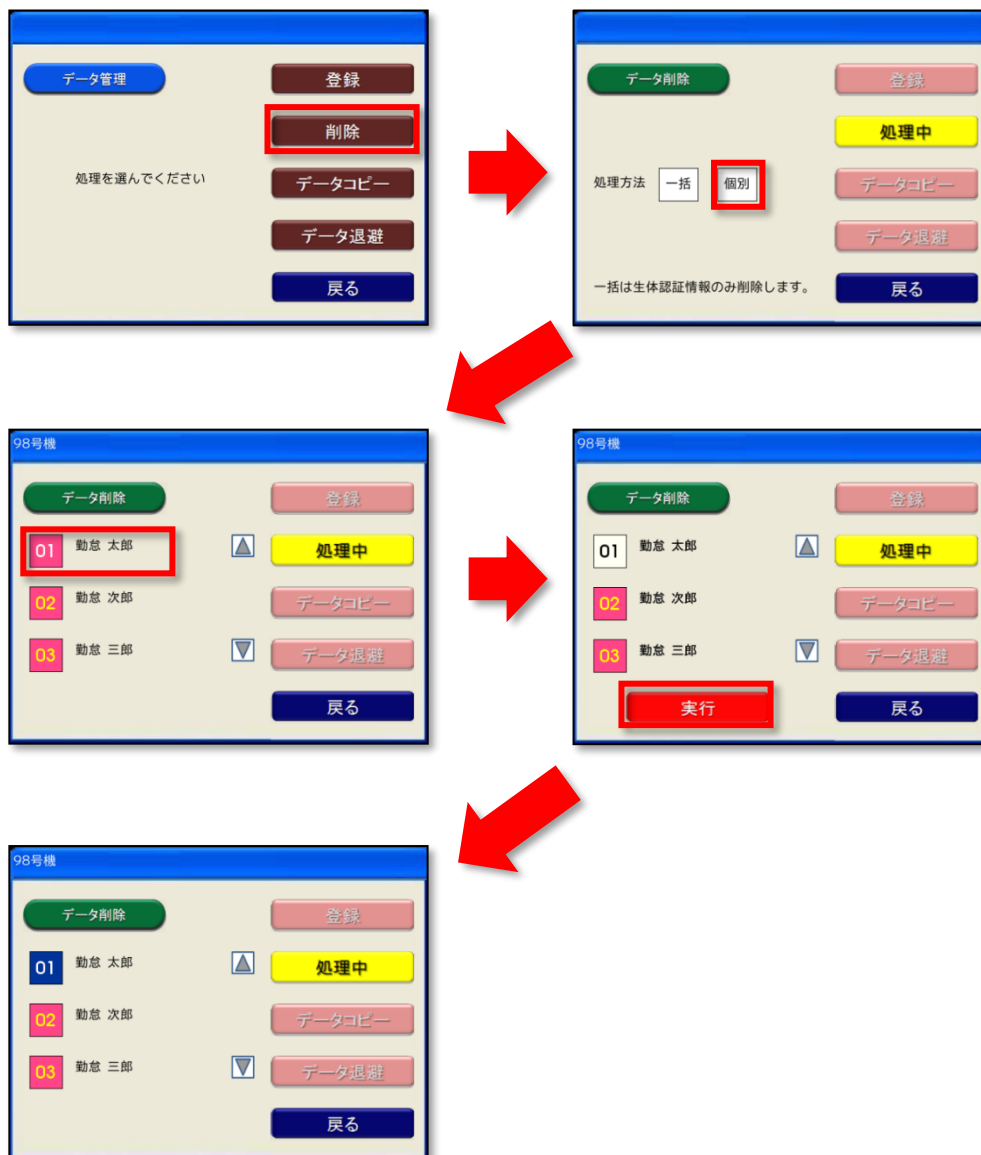 データ管理
登録
削除
処理を選んでください
データコピー
データ退避
戻る
データ削除
登録
処理中
処理方法 一括 個別
データコピー
データ退避
一括は生体認証情報のみ削除します。
戻る
98号機
データ削除
登録
01 勤怠 太郎
処理中
02 勤怠 次郎
データコピー
03 勤怠 三郎
データ退避
戻る
98号機
データ削除
登録
01 勤怠 太郎
処理中
02 勤怠 次郎
データコピー
03 勤怠 三郎
データ退避
実行
戻る
98号機
データ削除
登録
01 勤怠 太郎
処理中
02 勤怠 次郎
データコピー
03 勤怠 三郎
データ退避
戻る